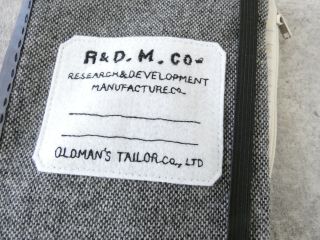 R&D.M.Co-
RESEARCH&DEVELOPMENT
MANUFACTURE CO.
OLDMAN'S TAILOR CO., LTD